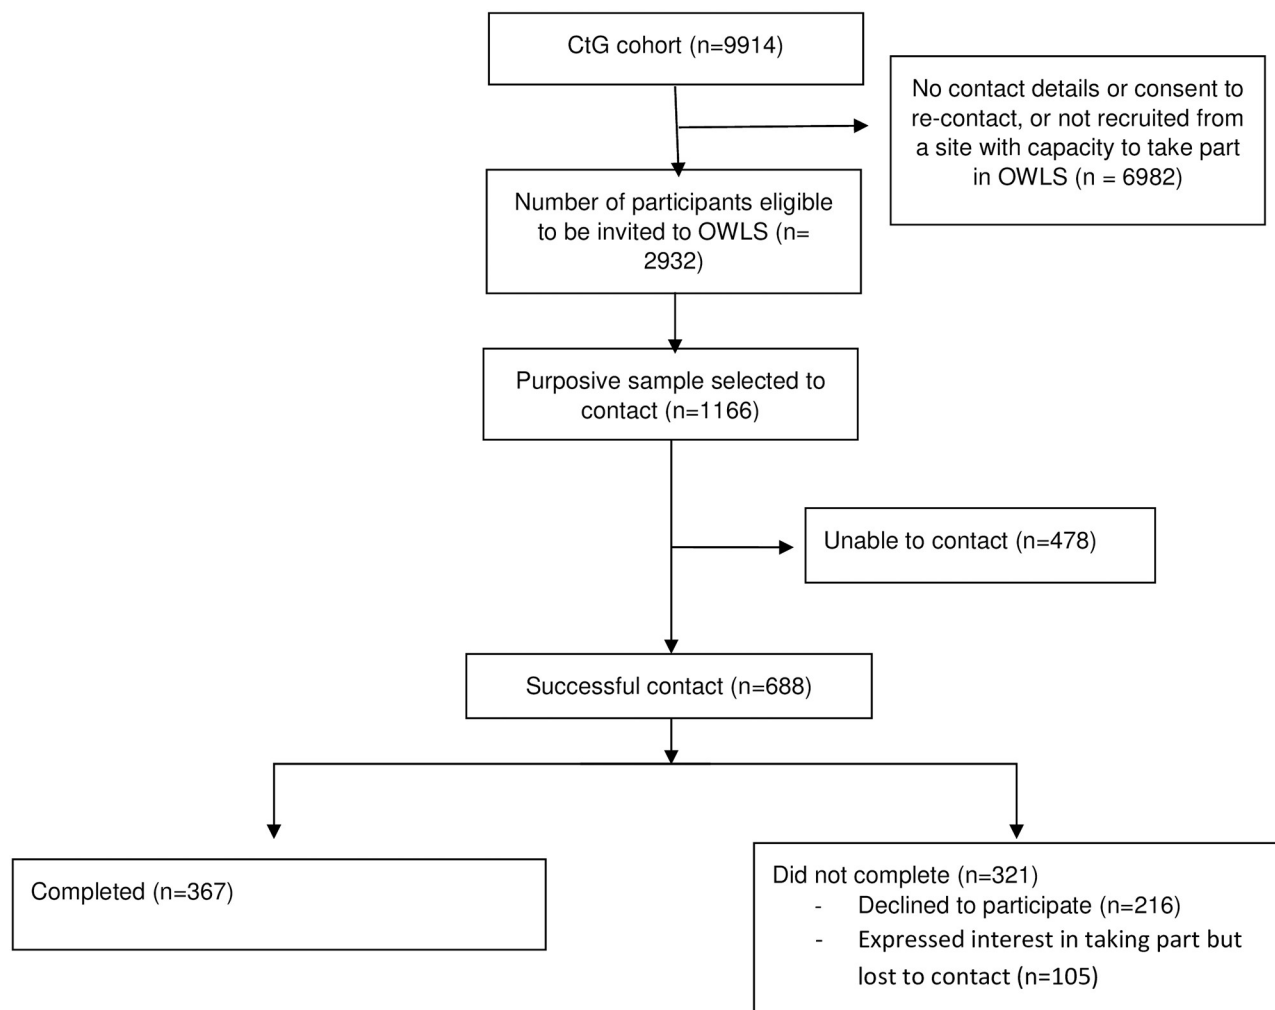 CtG cohort (n=9914)
No contact details or consent to
re-contact, or not recruited from
a site with capacity to take part
in OWLS (n = 6982)
Number of participants eligible
to be invited to OWLS (n=
2932)
Purposive sample selected to
contact (n=1166)
Unable to contact (n=478)
Successful contact (n=688)
Completed (n=367)
Did not complete (n=321)
- Declined to participate (n=216)
- Expressed interest in taking part but
lost to contact (n=105)